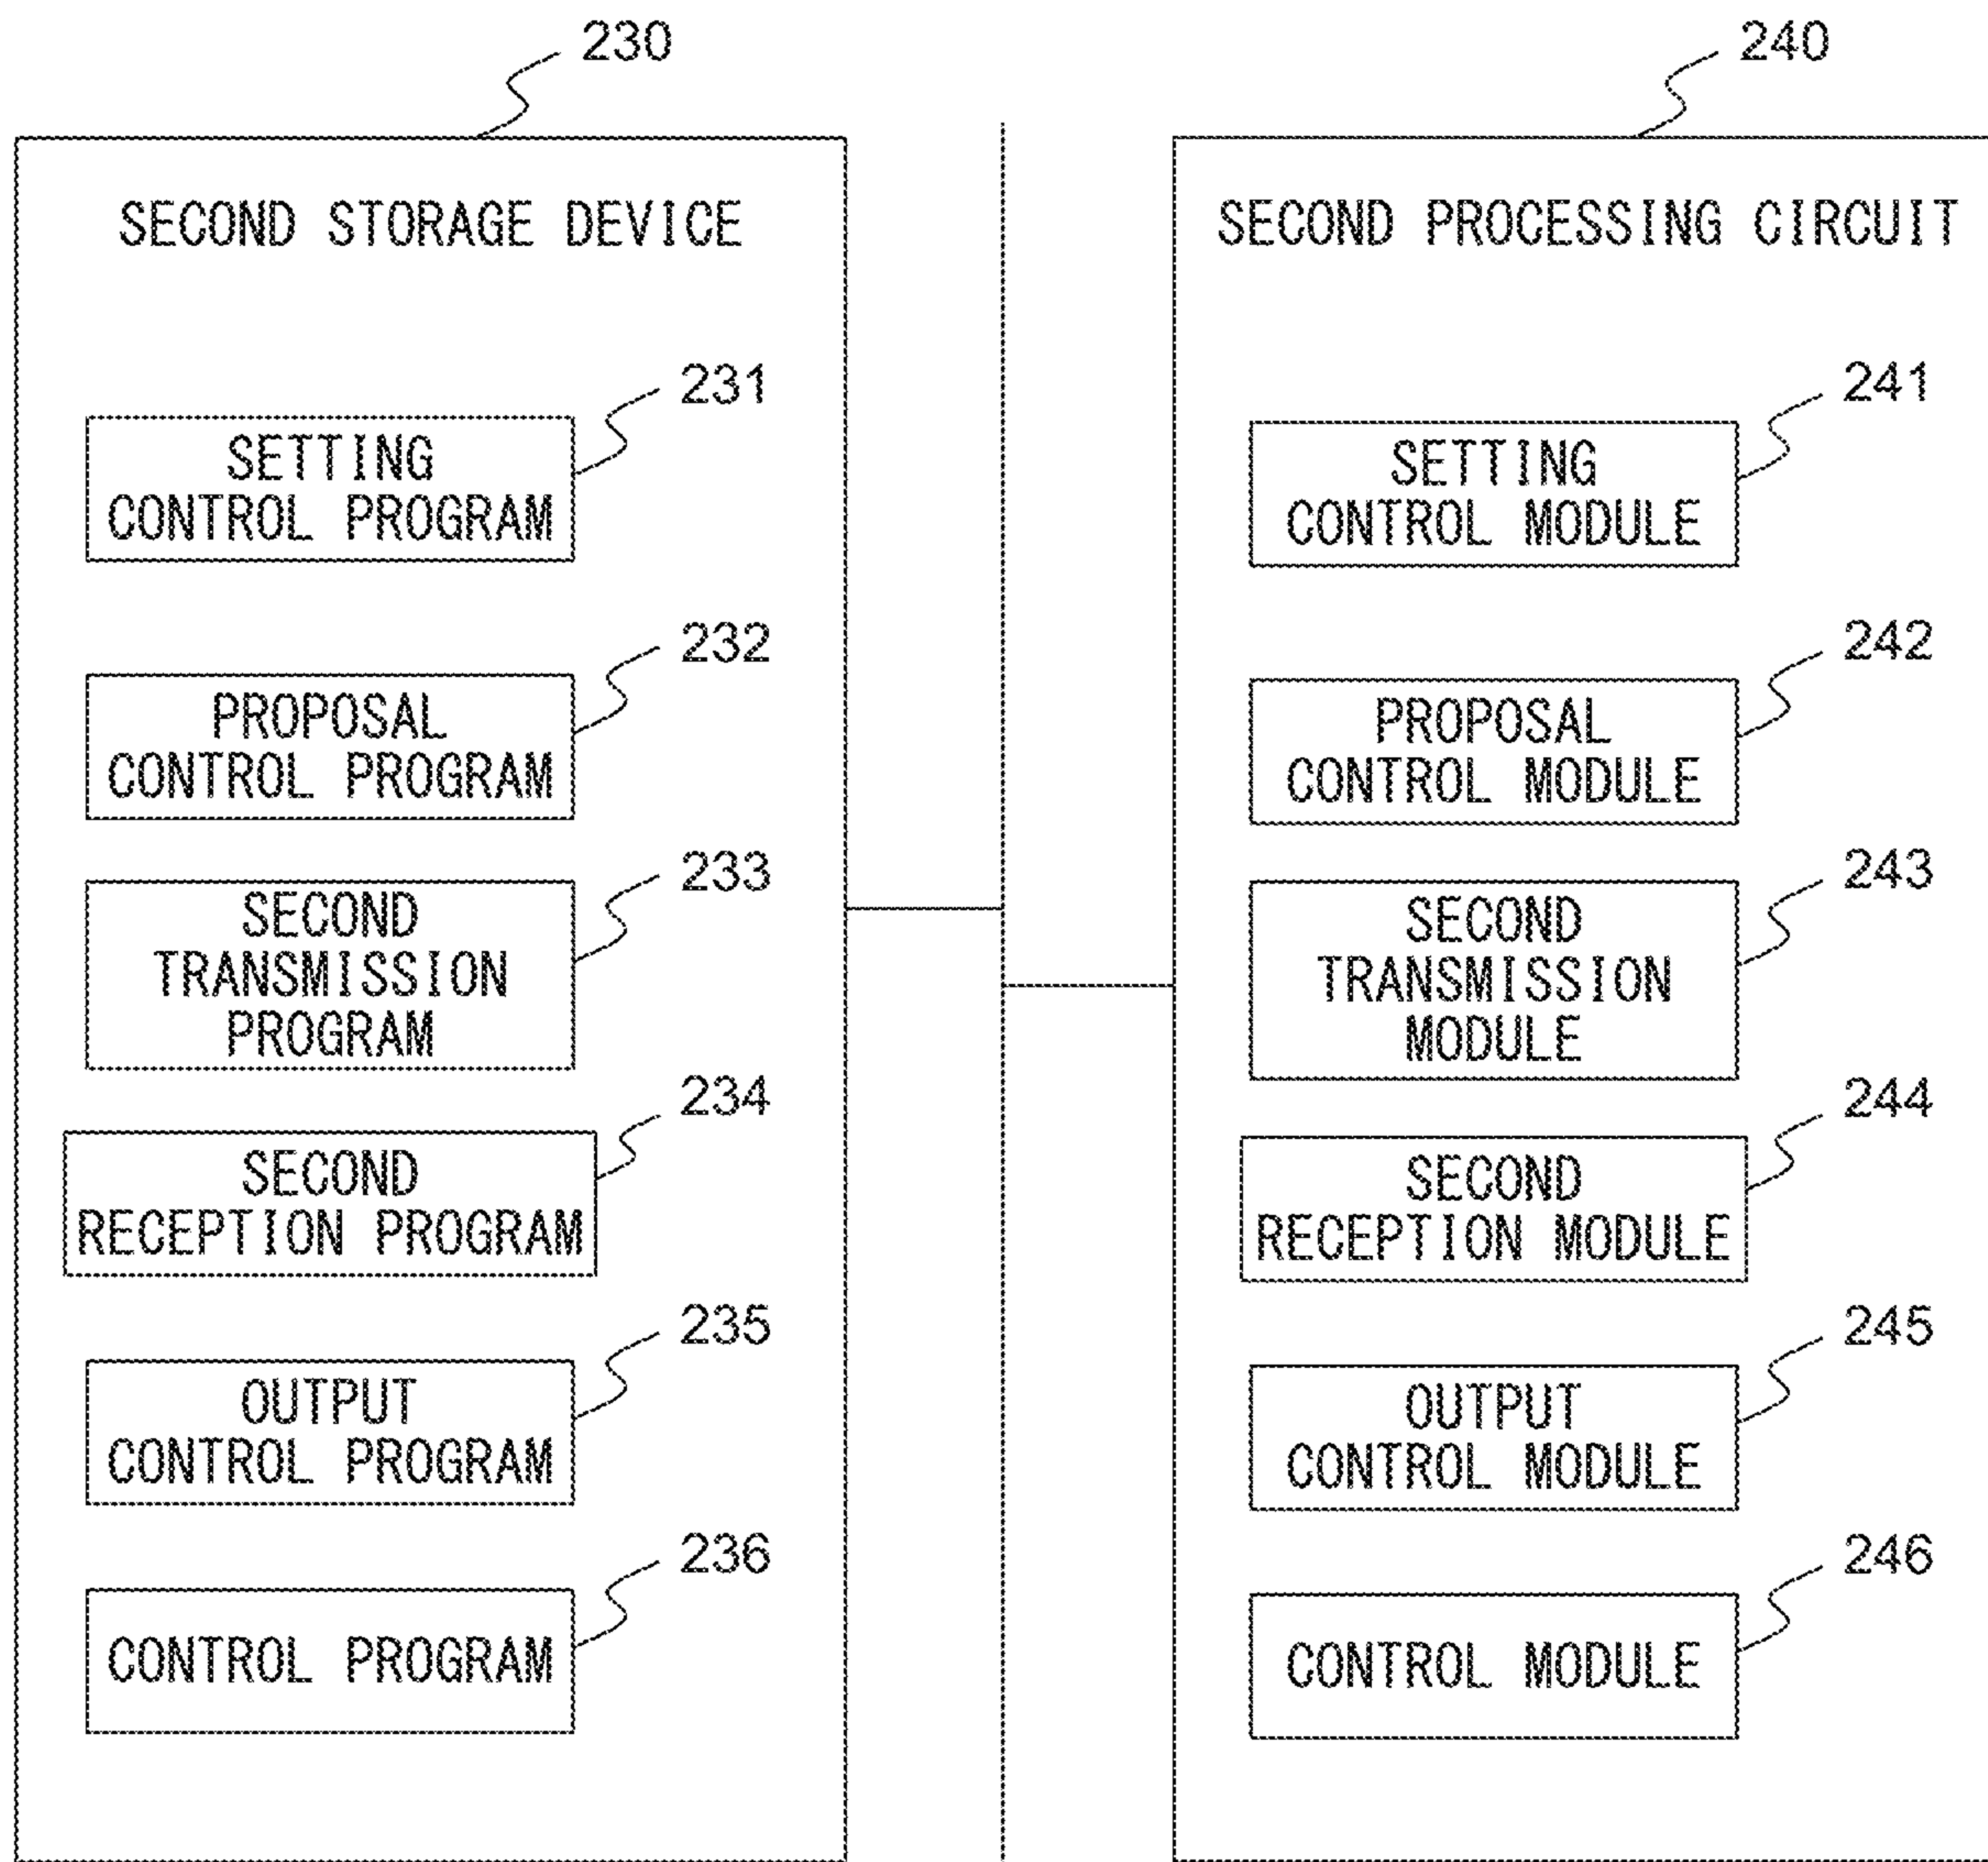 230
SECOND STORAGE DEVICE
231
SETTING
CONTROL PROGRAM
232
PROPOSAL
CONTROL PROGRAM
233
SECOND
TRANSMISSION
PROGRAM
234
SECOND
RECEPTION PROGRAM
235
OUTPUT
CONTROL PROGRAM
236
CONTROL PROGRAM
240
SECOND PROCESSING CIRCUIT
241
SETTING
CONTROL MODULE
242
PROPOSAL
CONTROL MODULE
243
SECOND
TRANSMISSION
MODULE
244
SECOND
RECEPTION MODULE
245
OUTPUT
CONTROL MODULE
246
CONTROL MODULE